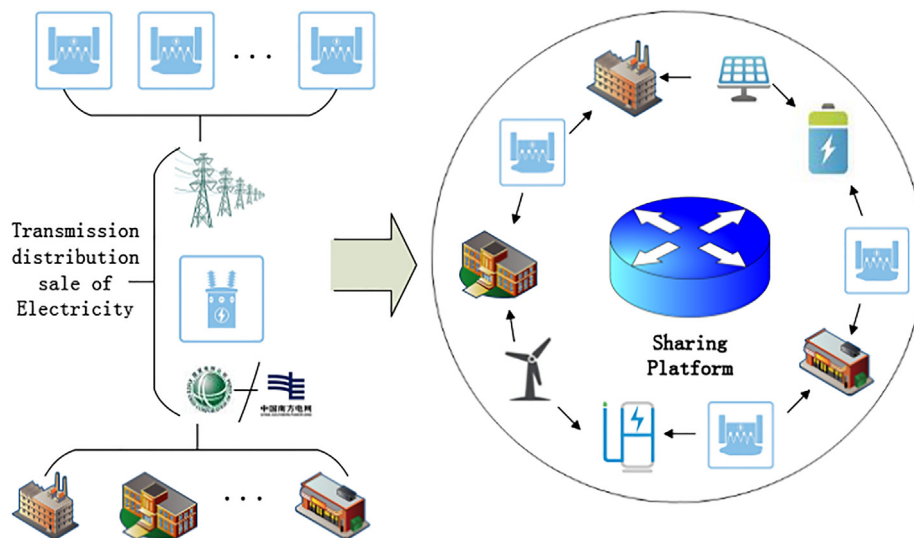 Transmission
distribution
sale of
Electricity
中国南方电网
Sharing
Platform